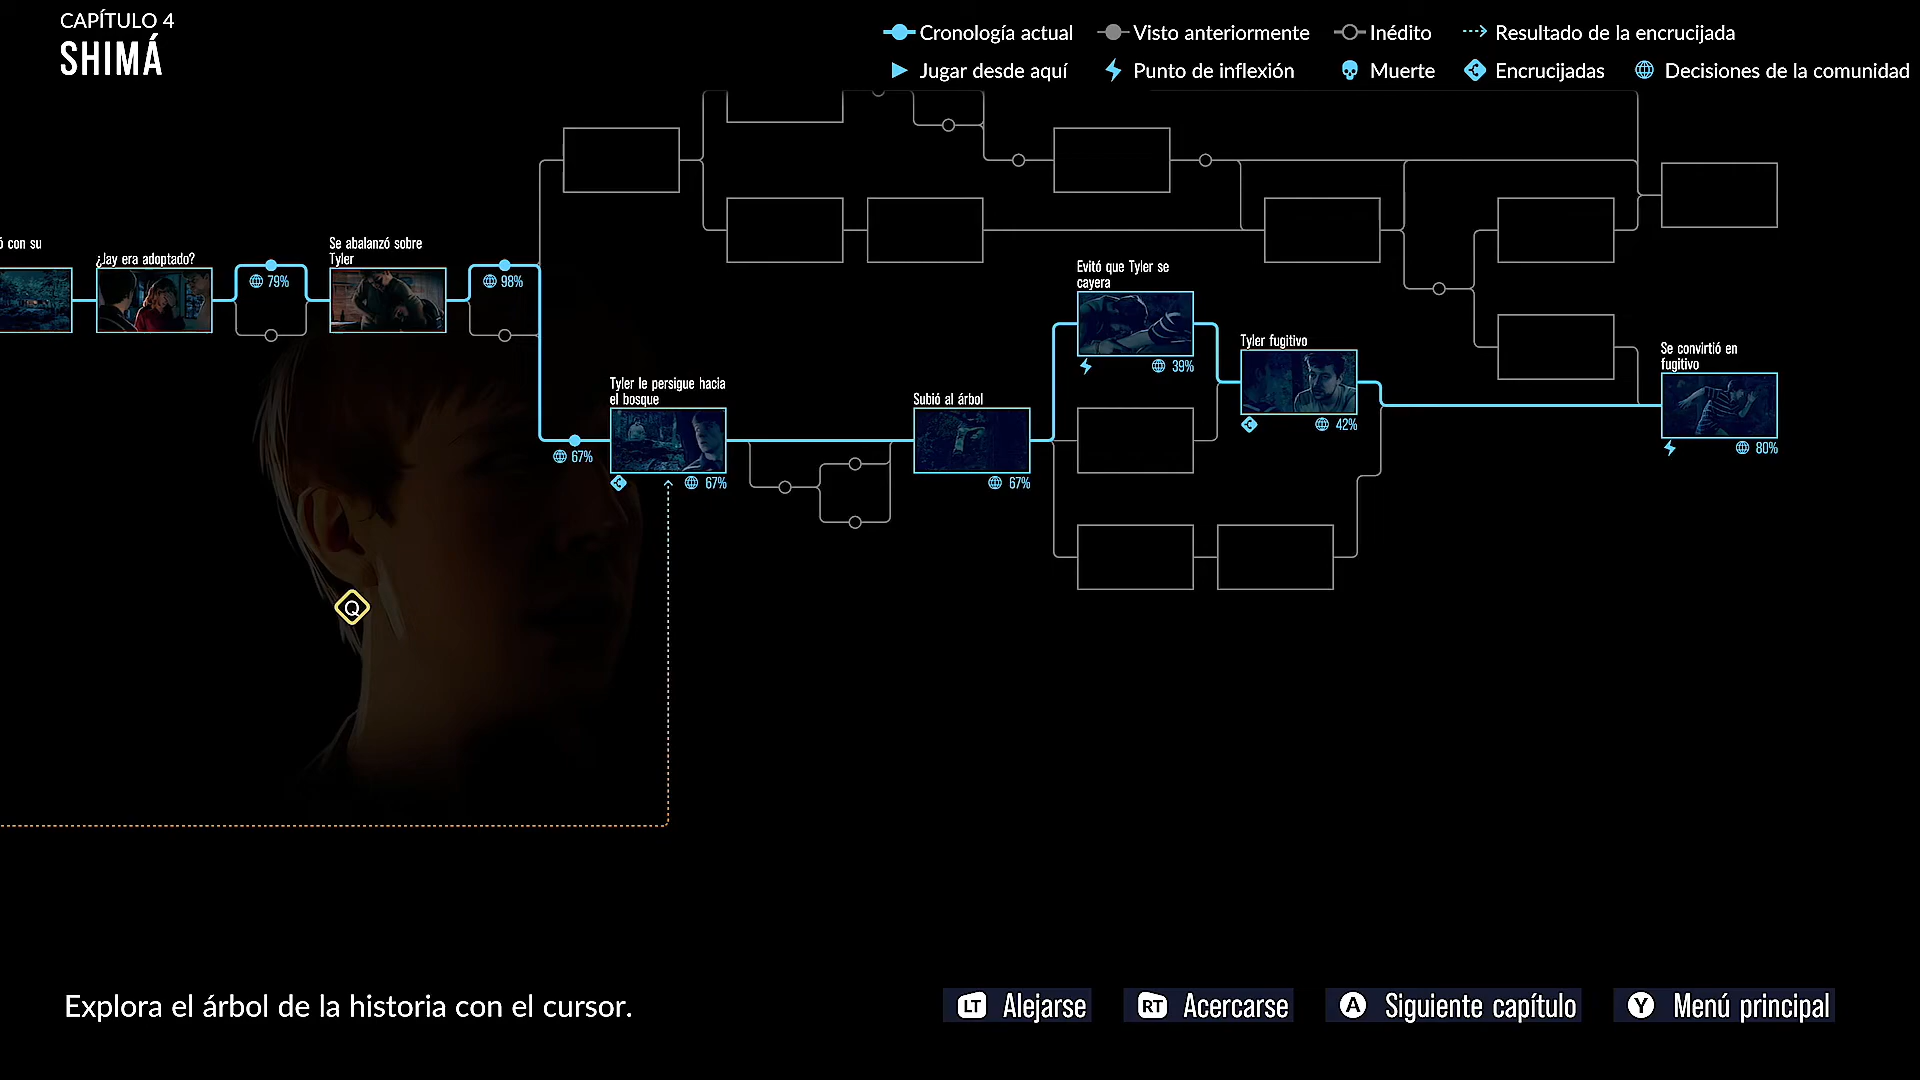 CAPÍTULO 4
SHIMÁ
Cronología actual
Visto anteriormente
Inédito
Resultado de la encrucijada
Jugar desde aquí
Punto de inflexión
Muerte
Encrucijadas
Decisiones de la comunidad
ó con su
¿Jay era adoptado?
79%
Se abalanzó sobre
Tyler
98%
67%
Tyler le persigue hacia
el bosque
67%
Subió al árbol
67%
Evitó que Tyler se
cayera
39%
Tyler fugitivo
42%
Se convirtió en
fugitivo
80%
Q
Explora el árbol de la historia con el cursor.
LT Alejarse
RT Acercarse
A Siguiente capítulo
Y Menú principal